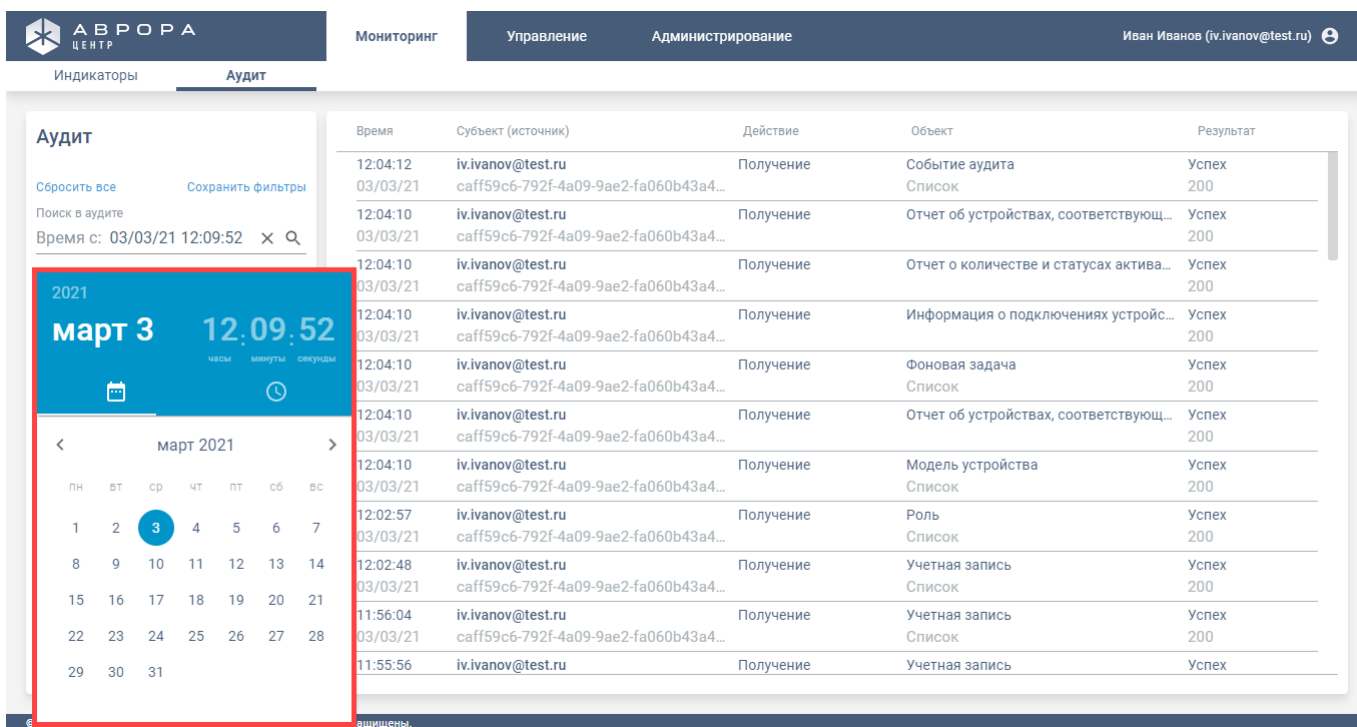 АВРОРА
ЦЕНТР
Мониторинг
Управление
Администрирование
Иван Иванов (iv.ivanov@test.ru)
Индикаторы
Аудит
Аудит
Сбросить все
Сохранить фильтры
Поиск в аудите
Время с: 03/03/21 12:09:52
2021
март 3
12:09:52
часы минуты секунды
март 2021
пн вт ср чт пт сб вс
1 2 3 4 5 6 7
8 9 10 11 12 13 14
15 16 17 18 19 20 21
22 23 24 25 26 27 28
29 30 31
Время Субъект (источник) Действие Объект Результат
12:04:12 iv.ivanov@test.ru Получение Событие аудита Успех
03/03/21 caff59c6-792f-4a09-9ae2-fa060b43a4... Список 200
12:04:10 iv.ivanov@test.ru Получение Отчет об устройствах, соответствующ... Успех
03/03/21 caff59c6-792f-4a09-9ae2-fa060b43a4... 200
12:04:10 iv.ivanov@test.ru Получение Отчет о количестве и статусах актива... Успех
03/03/21 caff59c6-792f-4a09-9ae2-fa060b43a4... 200
12:04:10 iv.ivanov@test.ru Получение Информация о подключениях устройс... Успех
03/03/21 caff59c6-792f-4a09-9ae2-fa060b43a4... 200
12:04:10 iv.ivanov@test.ru Получение Фоновая задача Успех
03/03/21 caff59c6-792f-4a09-9ae2-fa060b43a4... Список 200
12:04:10 iv.ivanov@test.ru Получение Отчет об устройствах, соответствующ... Успех
03/03/21 caff59c6-792f-4a09-9ae2-fa060b43a4... 200
12:04:10 iv.ivanov@test.ru Получение Модель устройства Успех
03/03/21 caff59c6-792f-4a09-9ae2-fa060b43a4... Список 200
12:02:57 iv.ivanov@test.ru Получение Роль Успех
03/03/21 caff59c6-792f-4a09-9ae2-fa060b43a4... Список 200
12:02:48 iv.ivanov@test.ru Получение Учетная запись Успех
03/03/21 caff59c6-792f-4a09-9ae2-fa060b43a4... Список 200
11:56:04 iv.ivanov@test.ru Получение Учетная запись Успех
03/03/21 caff59c6-792f-4a09-9ae2-fa060b43a4... Список 200
11:55:56 iv.ivanov@test.ru Получение Учетная запись Успех